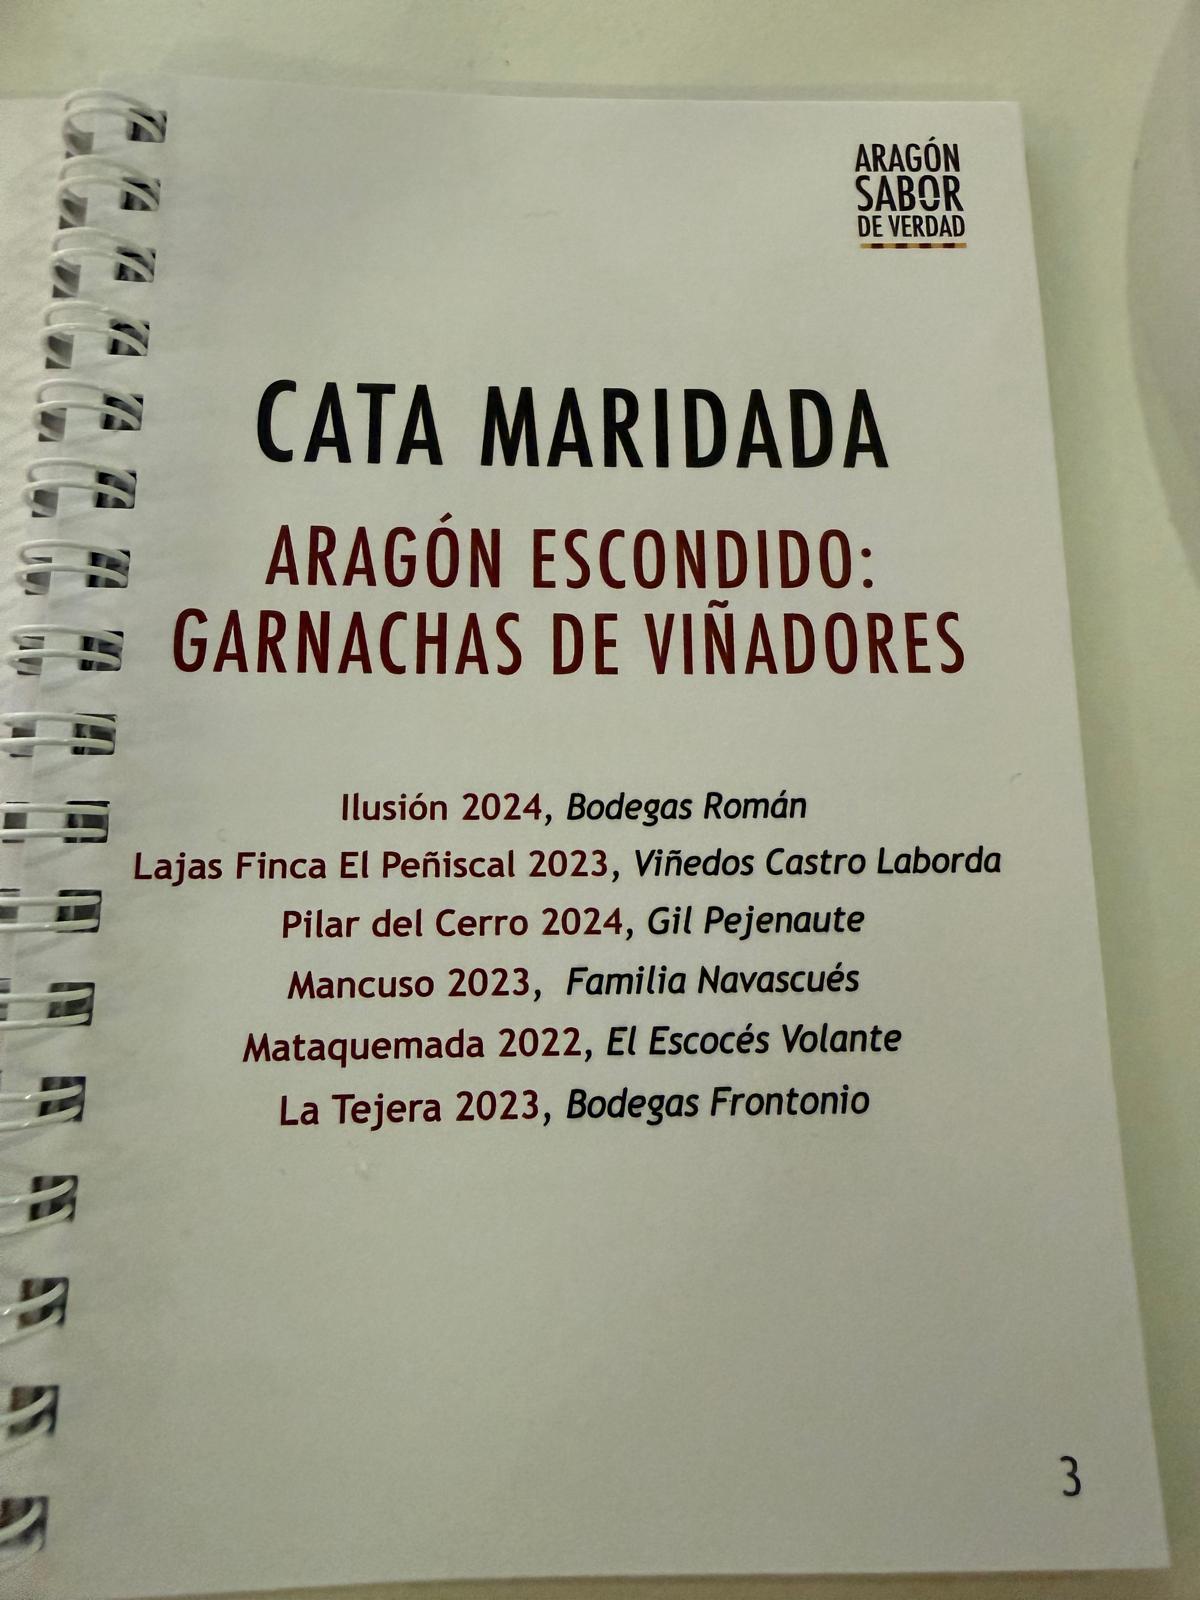 ARAGÓN
SABOR
DE VERDAD
CATA MARIDADA
ARAGÓN ESCONDIDO:
GARNACHAS DE VIÑADORES
Ilusión 2024, Bodegas Román
Lajas Finca El Peñiscal 2023, Viñedos Castro Laborda
Pilar del Cerro 2024, Gil Pejenaute
Mancuso 2023, Familia Navascués
Mataquemada 2022, El Escocés Volante
La Tejera 2023, Bodegas Frontonio
3